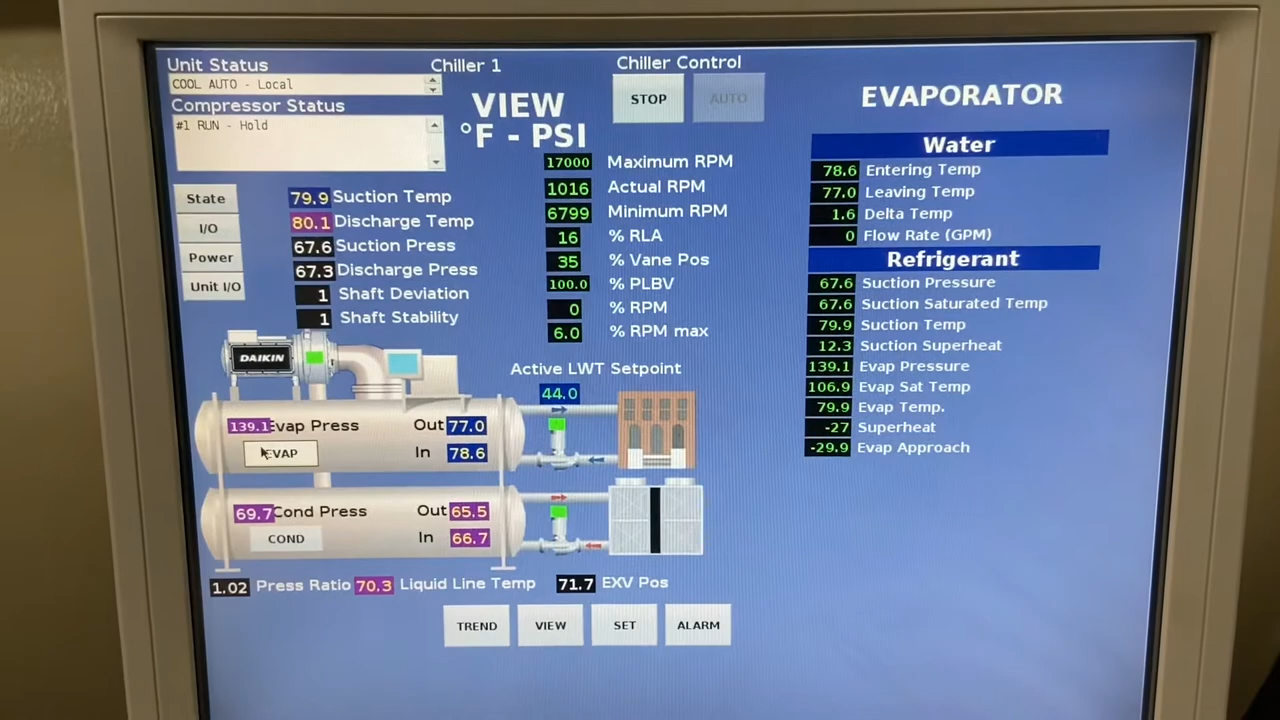 Unit Status
COOL AUTO - Local
Compressor Status
#1 RUN - Hold
Chiller 1
VIEW
°F - PSI
Chiller Control
STOP
AUTO
State
I/O
Power
Unit I/O
79.9 Suction Temp
80.1 Discharge Temp
67.6 Suction Press
67.3 Discharge Press
1 Shaft Deviation
1 Shaft Stability
17000 Maximum RPM
1016 Actual RPM
6799 Minimum RPM
16 % RLA
35 % Vane Pos
100.0 % PLBV
0 % RPM
6.0 % RPM max
Active LWT Setpoint
44.0
DAIKIN
139.1 Evap Press
Out 77.0
EVAP
In 78.6
69.7 Cond Press
Out 65.5
COND
In 66.7
1.02 Press Ratio 70.3 Liquid Line Temp 71.7 EXV Pos
TREND
VIEW
SET
ALARM
EVAPORATOR
Water
78.6 Entering Temp
77.0 Leaving Temp
1.6 Delta Temp
0 Flow Rate (GPM)
Refrigerant
67.6 Suction Pressure
67.6 Suction Saturated Temp
79.9 Suction Temp
12.3 Suction Superheat
139.1 Evap Pressure
106.9 Evap Sat Temp
79.9 Evap Temp.
-27 Superheat
-29.9 Evap Approach